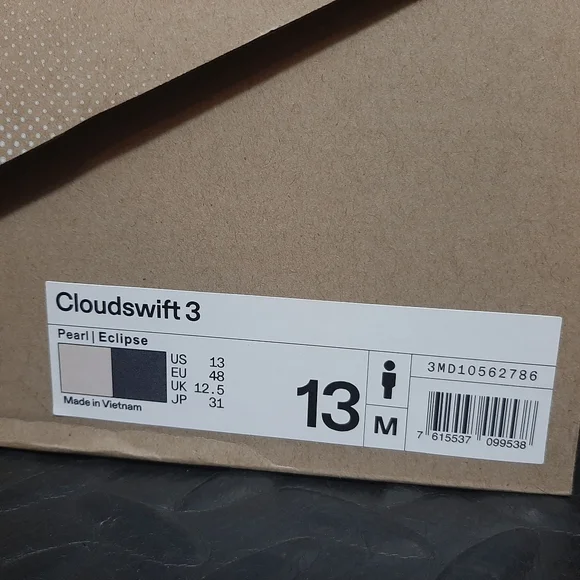 Cloudswift 3
Pearl | Eclipse
US 13
EU 48
UK 12.5
JP 31
Made in Vietnam
13
M
3MD10562786
7 615537 099538